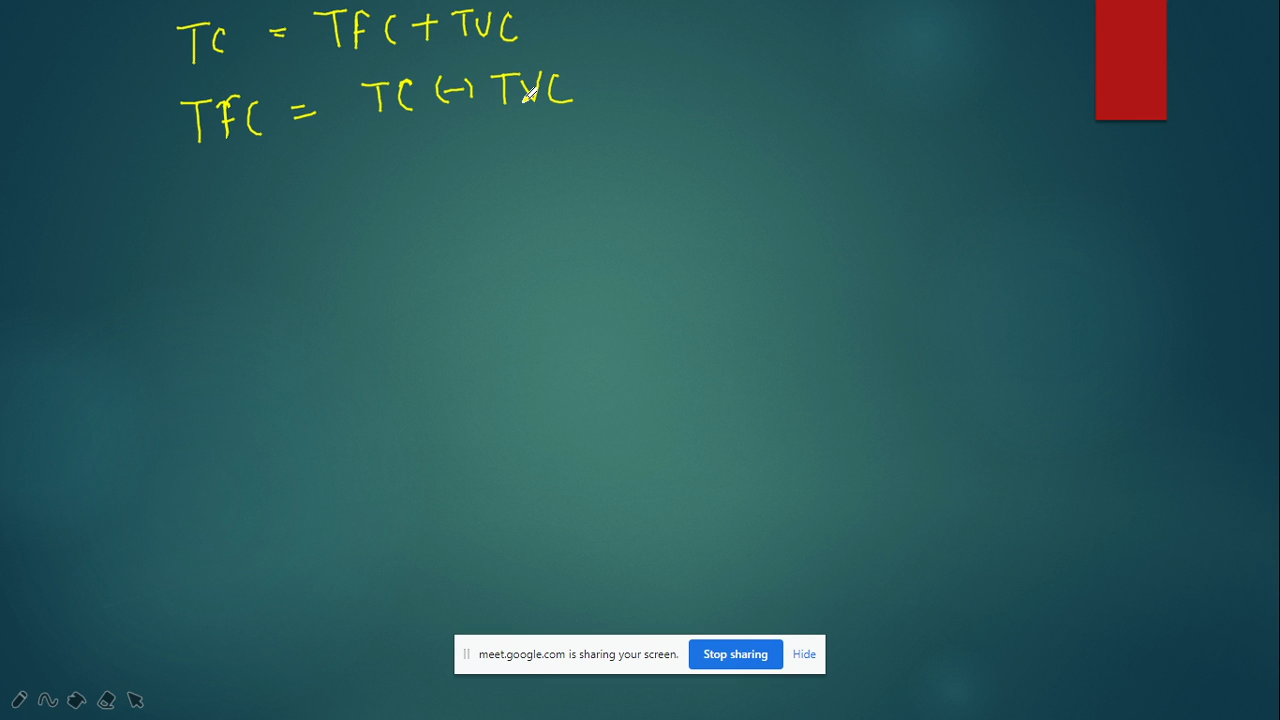 TC = TFC + TVC
TFC = TC (-) TVC
meet.google.com is sharing your screen. Stop sharing Hide